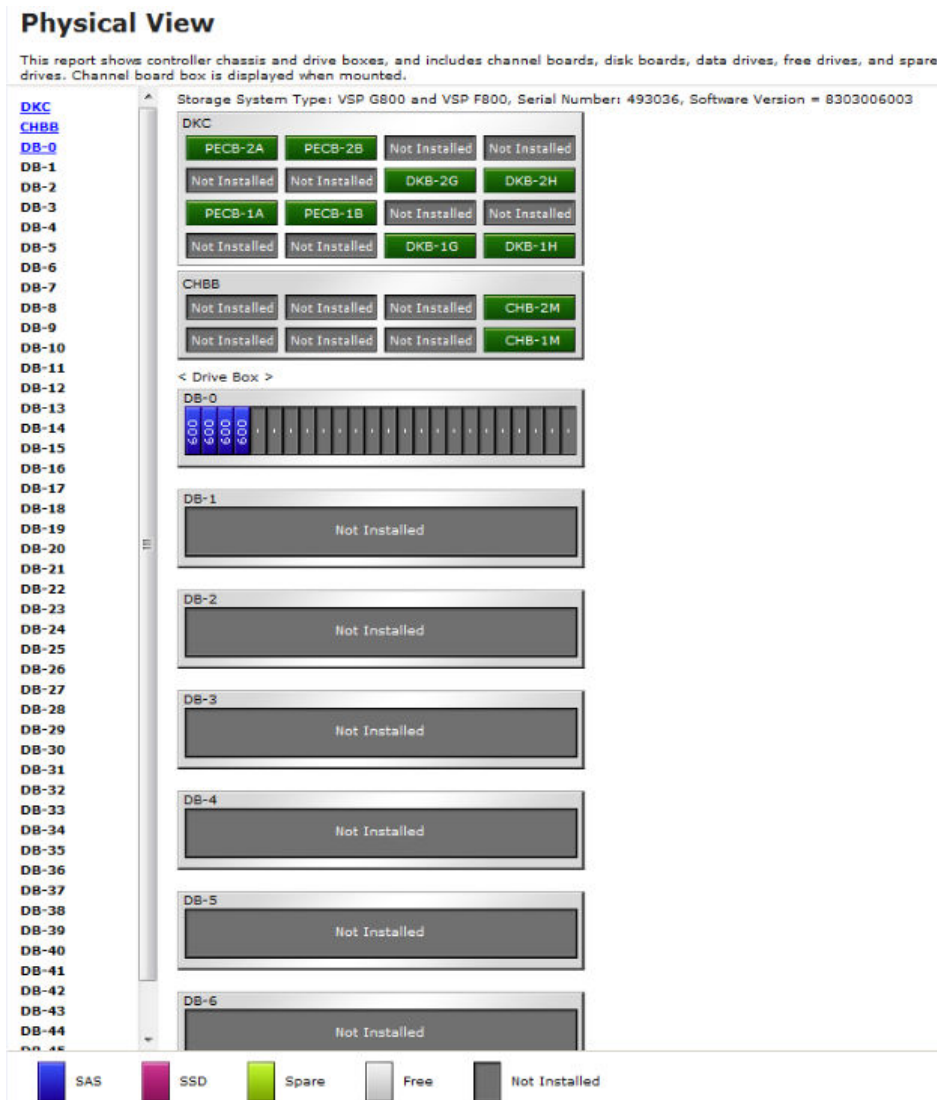 Physical View
This report shows controller chassis and drive boxes, and includes channel boards, disk boards, data drives, free drives, and spare
drives. Channel board box is displayed when mounted.
DKC
CHBB
DB-0
DB-1
DB-2
DB-3
DB-4
DB-5
DB-6
DB-7
DB-8
DB-9
DB-10
DB-11
DB-12
DB-13
DB-14
DB-15
DB-16
DB-17
DB-18
DB-19
DB-20
DB-21
DB-22
DB-23
DB-24
DB-25
DB-26
DB-27
DB-28
DB-29
DB-30
DB-31
DB-32
DB-33
DB-34
DB-35
DB-36
DB-37
DB-38
DB-39
DB-40
DB-41
DB-42
DB-43
DB-44
DB-45
Storage System Type: VSP G800 and VSP F800, Serial Number: 493036, Software Version = 8303006003
DKC
PECB-2A PECB-2B Not Installed Not Installed
Not Installed Not Installed DKB-2G DKB-2H
PECB-1A PECB-1B Not Installed Not Installed
Not Installed Not Installed DKB-1G DKB-1H
CHBB
Not Installed Not Installed Not Installed CHB-2M
Not Installed Not Installed Not Installed CHB-1M
< Drive Box >
DB-0
600 600 600 600 - - - - - - - - - - - - - - - - - - - -
DB-1
Not Installed
DB-2
Not Installed
DB-3
Not Installed
DB-4
Not Installed
DB-5
Not Installed
DB-6
Not Installed
SAS SSD Spare Free Not Installed